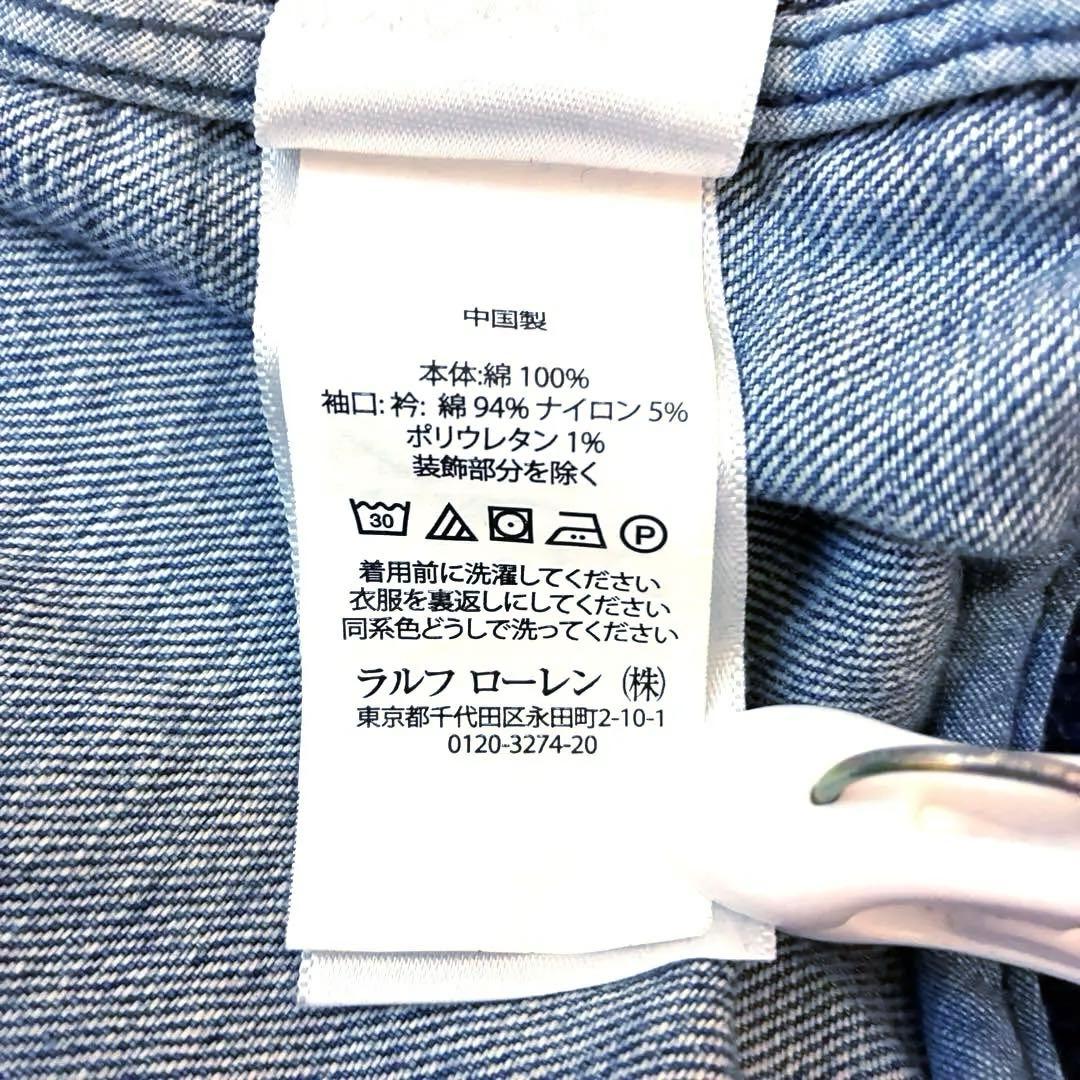 中国製
本体:綿 100%
袖口: 衿: 綿 94% ナイロン 5%
ポリウレタン 1%
装飾部分を除く
30 P
着用前に洗濯してください
衣服を裏返しにしてください
同系色どうしで洗ってください
ラルフ ローレン ㈱
東京都千代田区永田町2-10-1
0120-3274-20